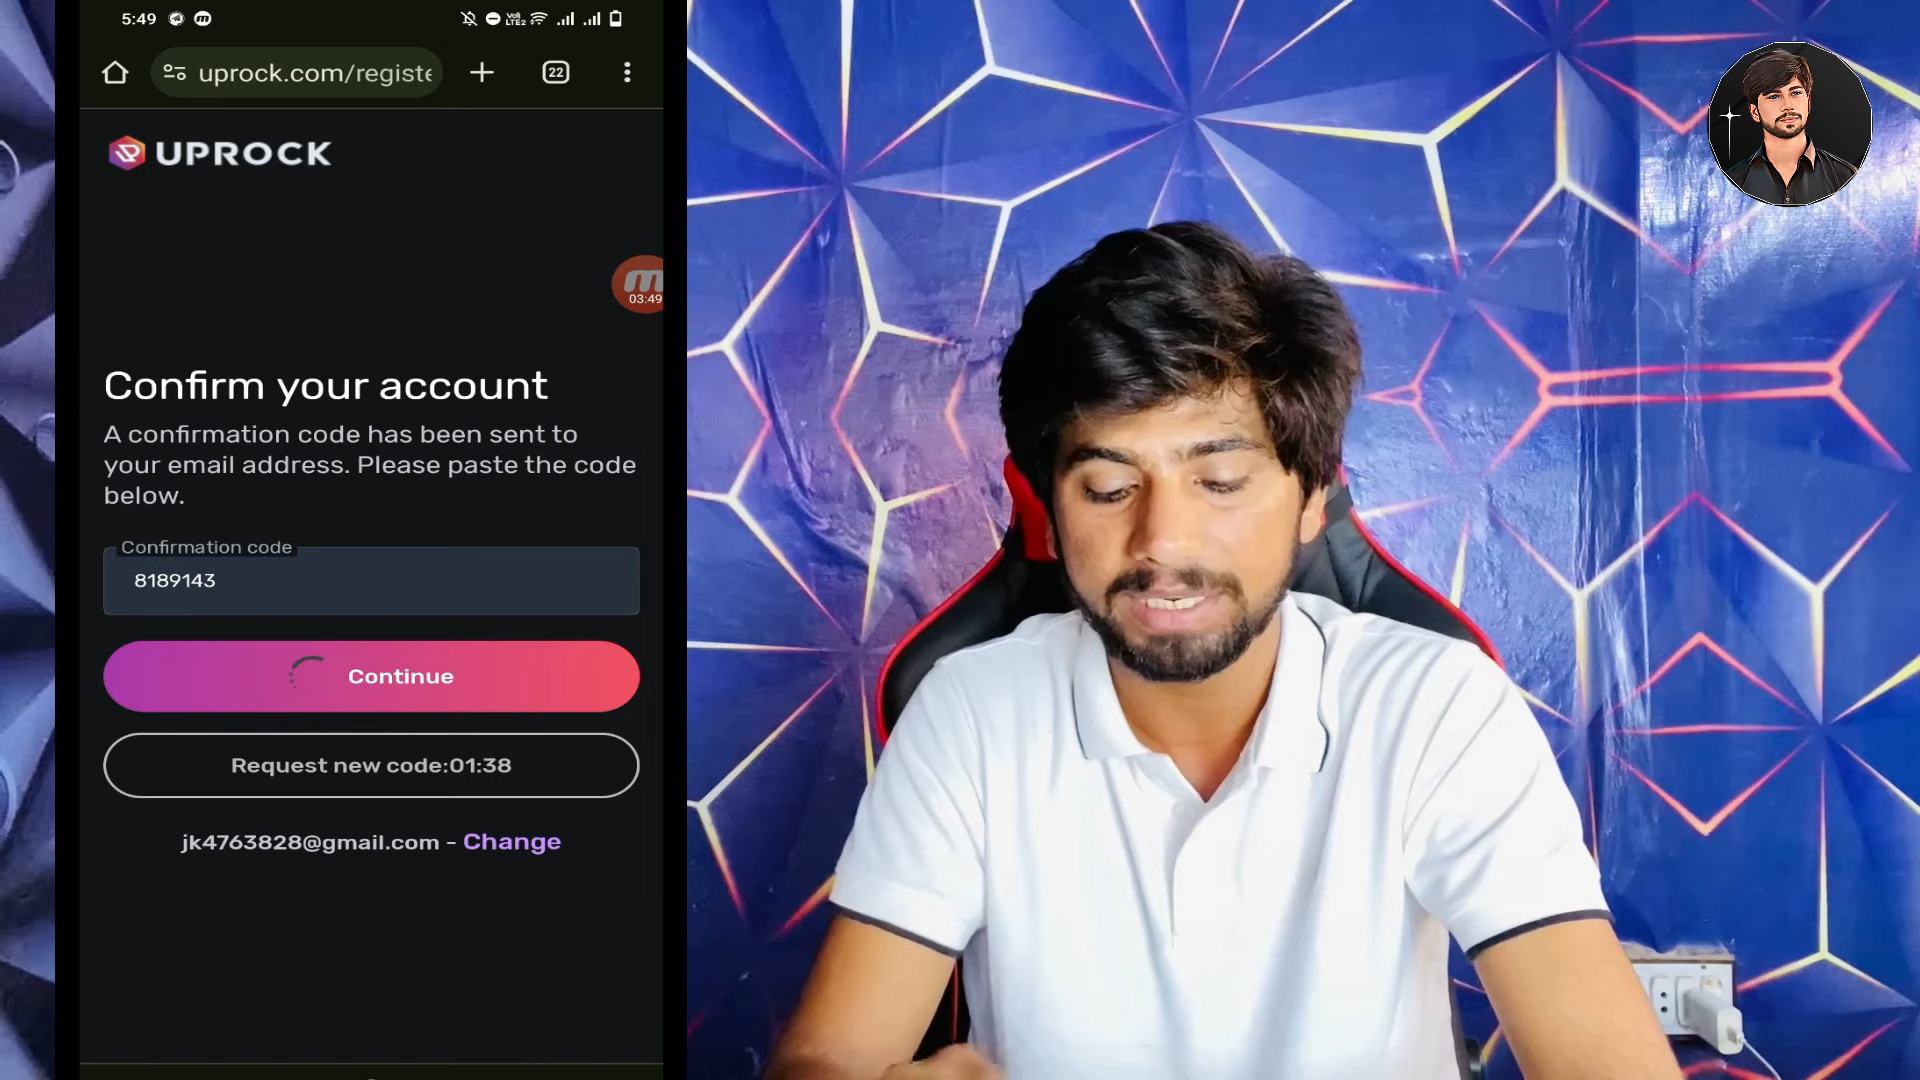 5:49
Vo))
LTE2
uprock.com/registe
22
UPROCK
03:49
Confirm your account
A confirmation code has been sent to
your email address. Please paste the code
below.
Confirmation code
8189143
Continue
Request new code:01:38
jk4763828@gmail.com - Change